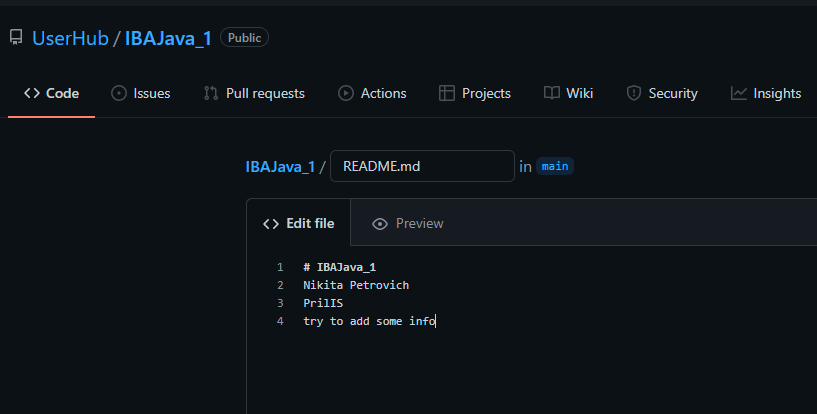 UserHub / IBAJava_1 Public
Code Issues Pull requests Actions Projects Wiki Security Insights
IBAJava_1 / README.md in main
Edit file Preview
1 # IBAJava_1
2 Nikita Petrovich
3 PrilIS
4 try to add some info